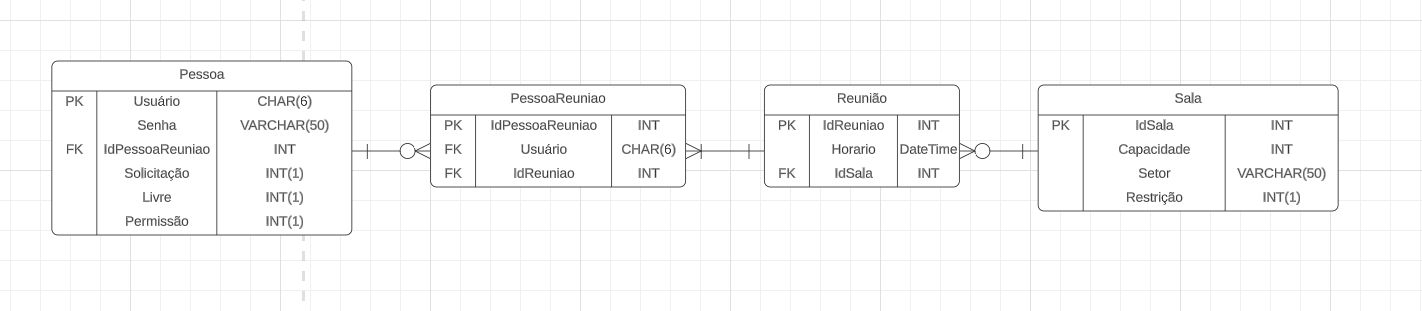 Pessoa
PK Usuário CHAR(6)
Senha VARCHAR(50)
FK IdPessoaReuniao INT
Solicitação INT(1)
Livre INT(1)
Permissão INT(1)
PessoaReuniao
PK IdPessoaReuniao INT
FK Usuário CHAR(6)
FK IdReuniao INT
Reunião
PK IdReuniao INT
Horario DateTime
FK IdSala INT
Sala
PK IdSala INT
Capacidade INT
Setor VARCHAR(50)
Restrição INT(1)